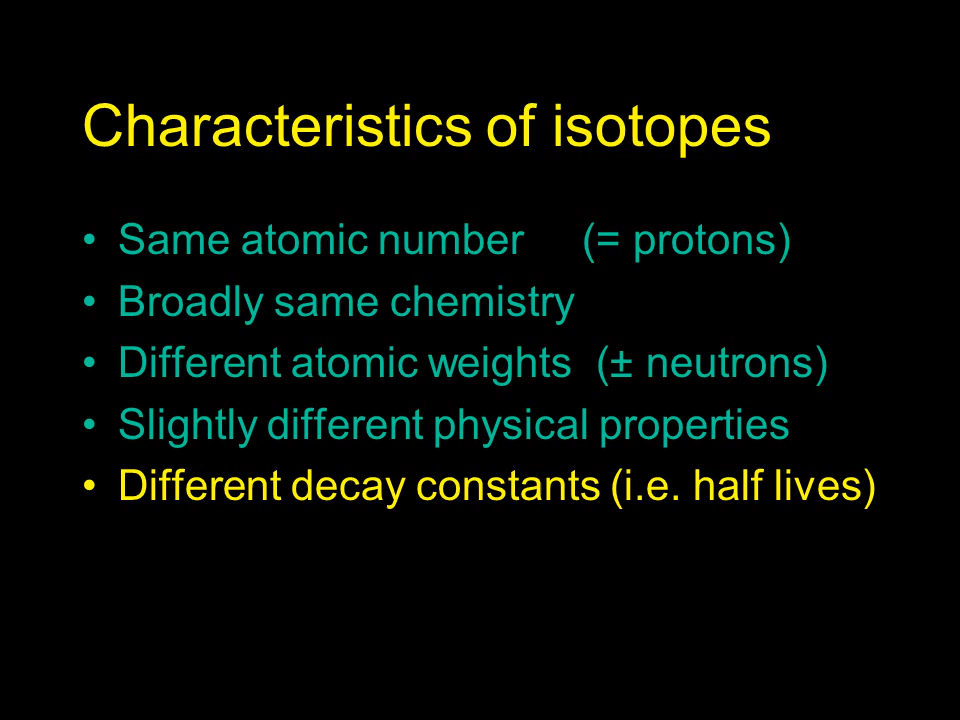 Characteristics of isotopes
• Same atomic number (= protons)
• Broadly same chemistry
• Different atomic weights (± neutrons)
• Slightly different physical properties
• Different decay constants (i.e. half lives)